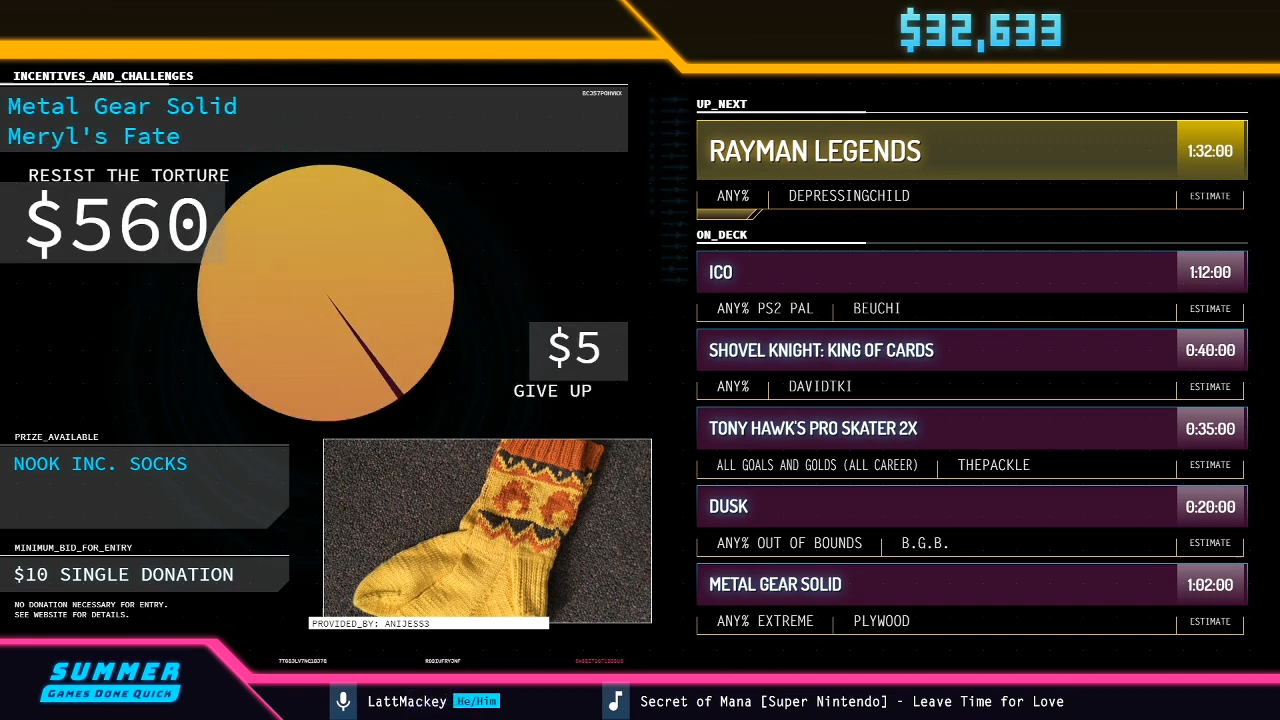 $32,633
INCENTIVES_AND_CHALLENGES
Metal Gear Solid
Meryl's Fate
RESIST THE TORTURE
$560
$5
GIVE UP
PRIZE_AVAILABLE
NOOK INC. SOCKS
MINIMUM_BID_FOR_ENTRY
$10 SINGLE DONATION
NO DONATION NECESSARY FOR ENTRY.
SEE WEBSITE FOR DETAILS.
PROVIDED_BY: ANIJESS3
UP_NEXT
RAYMAN LEGENDS 1:32:00
ANY% DEPRESSINGCHILD ESTIMATE
ON_DECK
ICO 1:12:00
ANY% PS2 PAL BEUCHI ESTIMATE
SHOVEL KNIGHT: KING OF CARDS 0:40:00
ANY% DAVIDTKI ESTIMATE
TONY HAWK'S PRO SKATER 2X 0:35:00
ALL GOALS AND GOLDS (ALL CAREER) THEPACKLE ESTIMATE
DUSK 0:20:00
ANY% OUT OF BOUNDS B.G.B. ESTIMATE
METAL GEAR SOLID 1:02:00
ANY% EXTREME PLYWOOD ESTIMATE
SUMMER
GAMES DONE QUICK
LattMackey He/Him
Secret of Mana [Super Nintendo] - Leave Time for Love